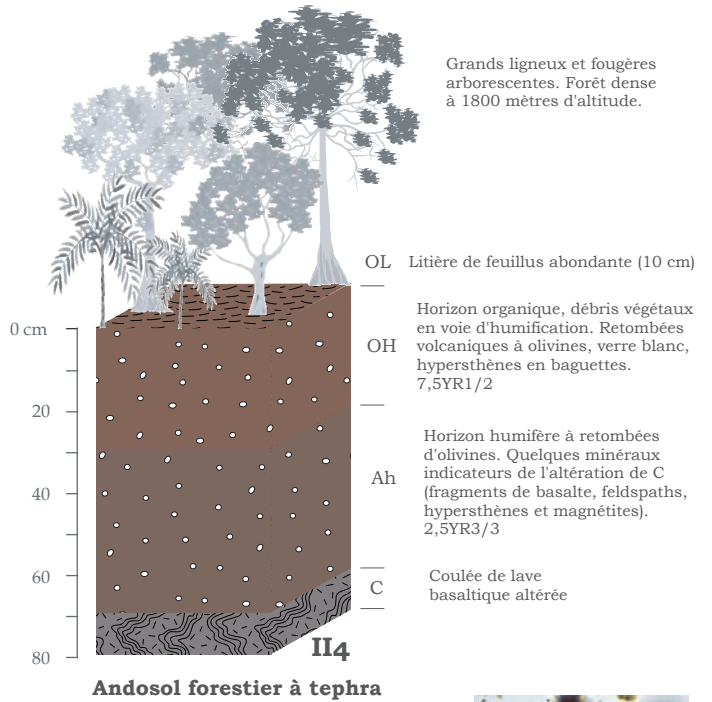 Grands ligneux et fougères
arborescentes. Forêt dense
à 1800 mètres d'altitude.
OL
Litière de feuillus abondante (10 cm)
0 cm
OH
Horizon organique, débris végétaux
en voie d'humification. Retombées
volcaniques à olivines, verre blanc,
hypersthènes en baguettes.
7,5YR1/2
20
Ah
Horizon humifère à retombées
d'olivines. Quelques minéraux
indicateurs de l'altération de C
(fragments de basalte, feldspaths,
hypersthènes et magnétites).
2,5YR3/3
40
60
C
Coulée de lave
basaltique altérée
80
II4
Andosol forestier à tephra